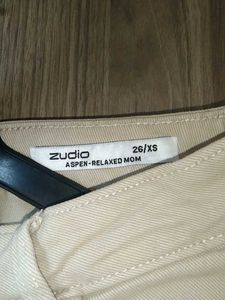 zudio 26/XS
ASPEN-RELAXED MOM